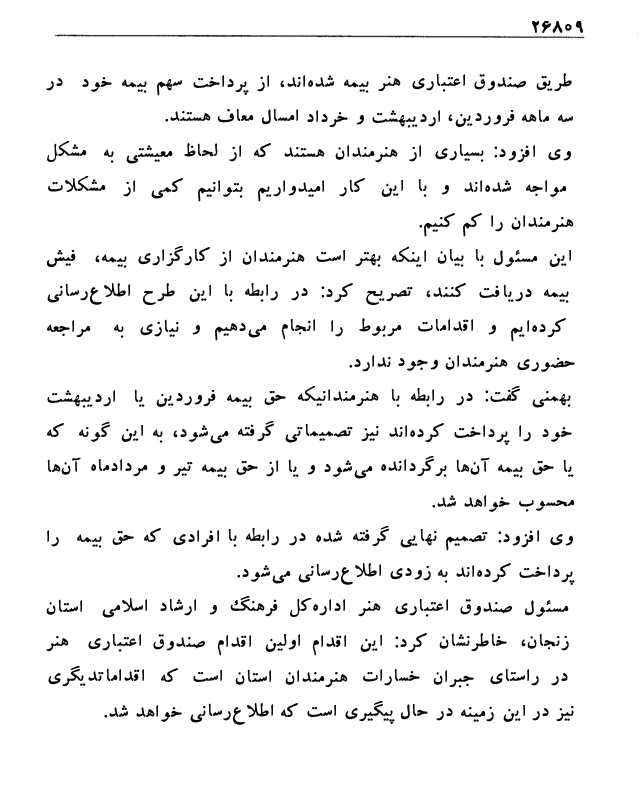 ۲۶۸۰۹
طریق صندوق اعتباری هنر بیمه شده‌اند، از پرداخت سهم بیمه خود در
سه ماهه فروردین، اردیبهشت و خرداد امسال معاف هستند.
وی افزود: بسیاری از هنرمندان هستند که از لحاظ معیشتی به مشکل
مواجه شده‌اند و با این کار امیدواریم بتوانیم کمی از مشکلات
هنرمندان را کم کنیم.
این مسئول با بیان اینکه بهتر است هنرمندان از کارگزاری بیمه، فیش
بیمه دریافت کنند، تصریح کرد: در رابطه با این طرح اطلاع‌رسانی
کرده‌ایم و اقدامات مربوط را انجام می‌دهیم و نیازی به مراجعه
حضوری هنرمندان وجود ندارد.
بهمنی گفت: در رابطه با هنرمندانیکه حق بیمه فروردین یا اردیبهشت
خود را پرداخت کرده‌اند نیز تصمیماتی گرفته می‌شود، به این گونه که
یا حق بیمه آن‌ها برگردانده می‌شود و یا از حق بیمه تیر و مردادماه آن‌ها
محسوب خواهد شد.
وی افزود: تصمیم نهایی گرفته شده در رابطه با افرادی که حق بیمه را
پرداخت کرده‌اند به زودی اطلاع‌رسانی می‌شود.
مسئول صندوق اعتباری هنر اداره‌کل فرهنگ و ارشاد اسلامی استان
زنجان، خاطرنشان کرد: این اقدام اولین اقدام صندوق اعتباری هنر
در راستای جبران خسارات هنرمندان استان است که اقداماتدیگری
نیز در این زمینه در حال پیگیری است که اطلاع‌رسانی خواهد شد.